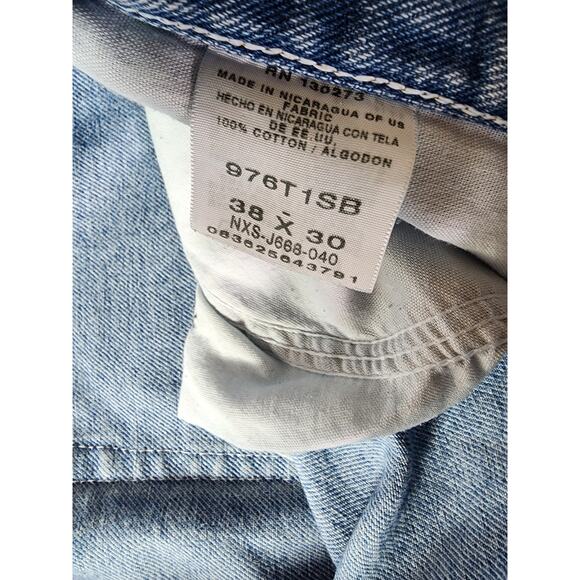 RN 130273
MADE IN NICARAGUA OF US
FABRIC
HECHO EN NICARAGUA CON TELA
DE EE.UU.
100% COTTON / ALGODON
976T1SB
38 X 30
NXS-J668-040
083625643791